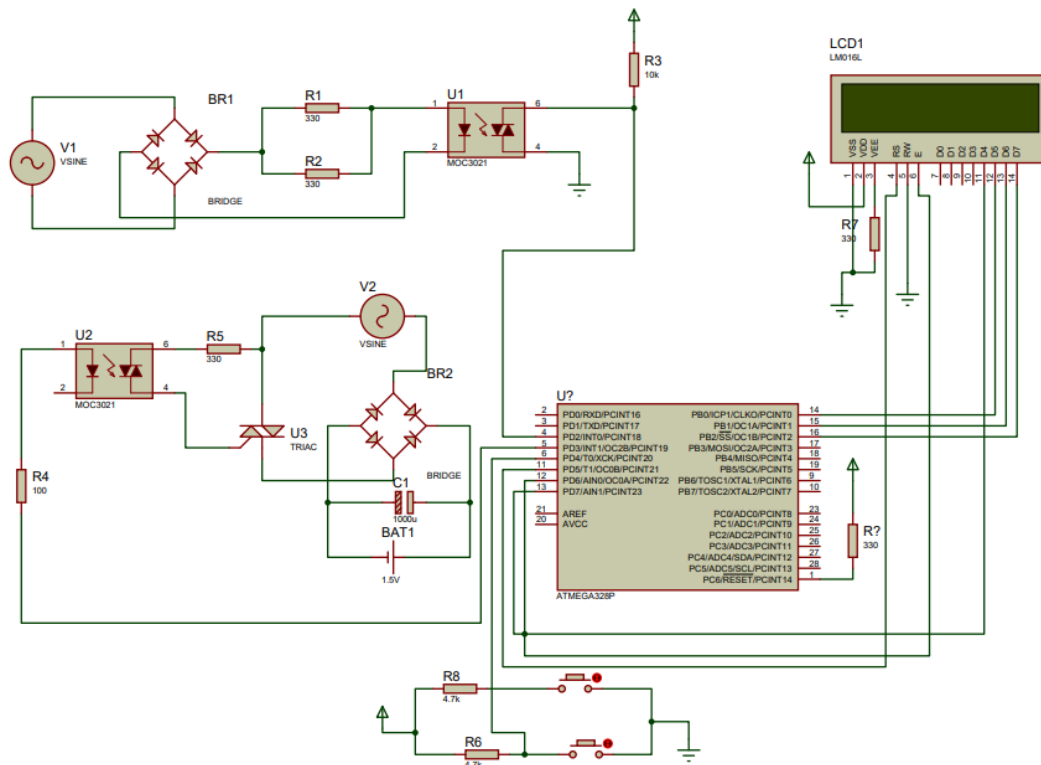 LCD1
LM016L
R3
10k
BR1
R1
330
U1
1
6
V1
VSINE
R2
330
2
4
MOC3021
BRIDGE
VSS
VDD
VEE
RS
RW
E
D0
D1
D2
D3
D4
D5
D6
D7
1
2
3
4
5
6
7
8
9
10
11
12
13
14
R7
330
V2
VSINE
U2
1
6
R5
330
2
4
MOC3021
BR2
U3
TRIAC
BRIDGE
R4
100
C1
1000u
BAT1
1.5V
U?
2 PD0/RXD/PCINT16 PB0/ICP1/CLKO/PCINT0 14
3 PD1/TXD/PCINT17 PB1/OC1A/PCINT1 15
4 PD2/INT0/PCINT18 PB2/SS/OC1B/PCINT2 16
5 PD3/INT1/OC2B/PCINT19 PB3/MOSI/OC2A/PCINT3 17
6 PD4/T0/XCK/PCINT20 PB4/MISO/PCINT4 18
11 PD5/T1/OC0B/PCINT21 PB5/SCK/PCINT5 19
12 PD6/AIN0/OC0A/PCINT22 PB6/TOSC1/XTAL1/PCINT6 9
13 PD7/AIN1/PCINT23 PB7/TOSC2/XTAL2/PCINT7 10
21 AREF PC0/ADC0/PCINT8 23
20 AVCC PC1/ADC1/PCINT9 24
PC2/ADC2/PCINT10 25
PC3/ADC3/PCINT11 26
PC4/ADC4/SDA/PCINT12 27
PC5/ADC5/SCL/PCINT13 28
PC6/RESET/PCINT14 1
ATMEGA328P
R?
330
R8
4.7k
R6
4.7k